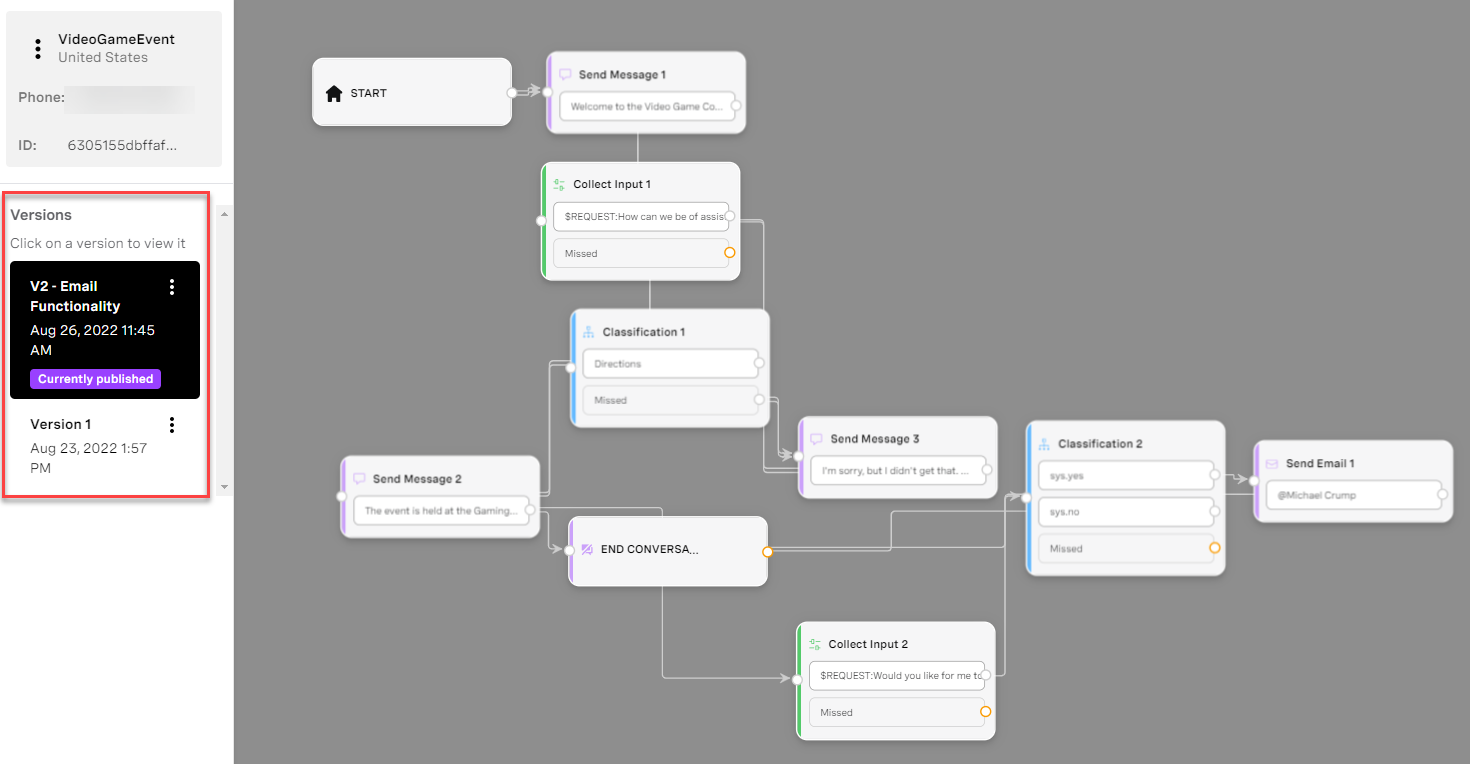 VideoGameEvent
United States
Phone:
ID: 6305155dbffaf...
Versions
Click on a version to view it
V2 - Email
Functionality
Aug 26, 2022 11:45
AM
Currently published
Version 1
Aug 23, 2022 1:57
PM
START
Send Message 1
Welcome to the Video Game Co...
Collect Input 1
$REQUEST:How can we be of assis
Missed
Classification 1
Directions
Missed
Send Message 2
The event is held at the Gaming...
END CONVERSA...
Send Message 3
I'm sorry, but I didn't get that. ...
Classification 2
sys.yes
sys.no
Missed
Send Email 1
@Michael Crump
Collect Input 2
$REQUEST:Would you like for me to
Missed